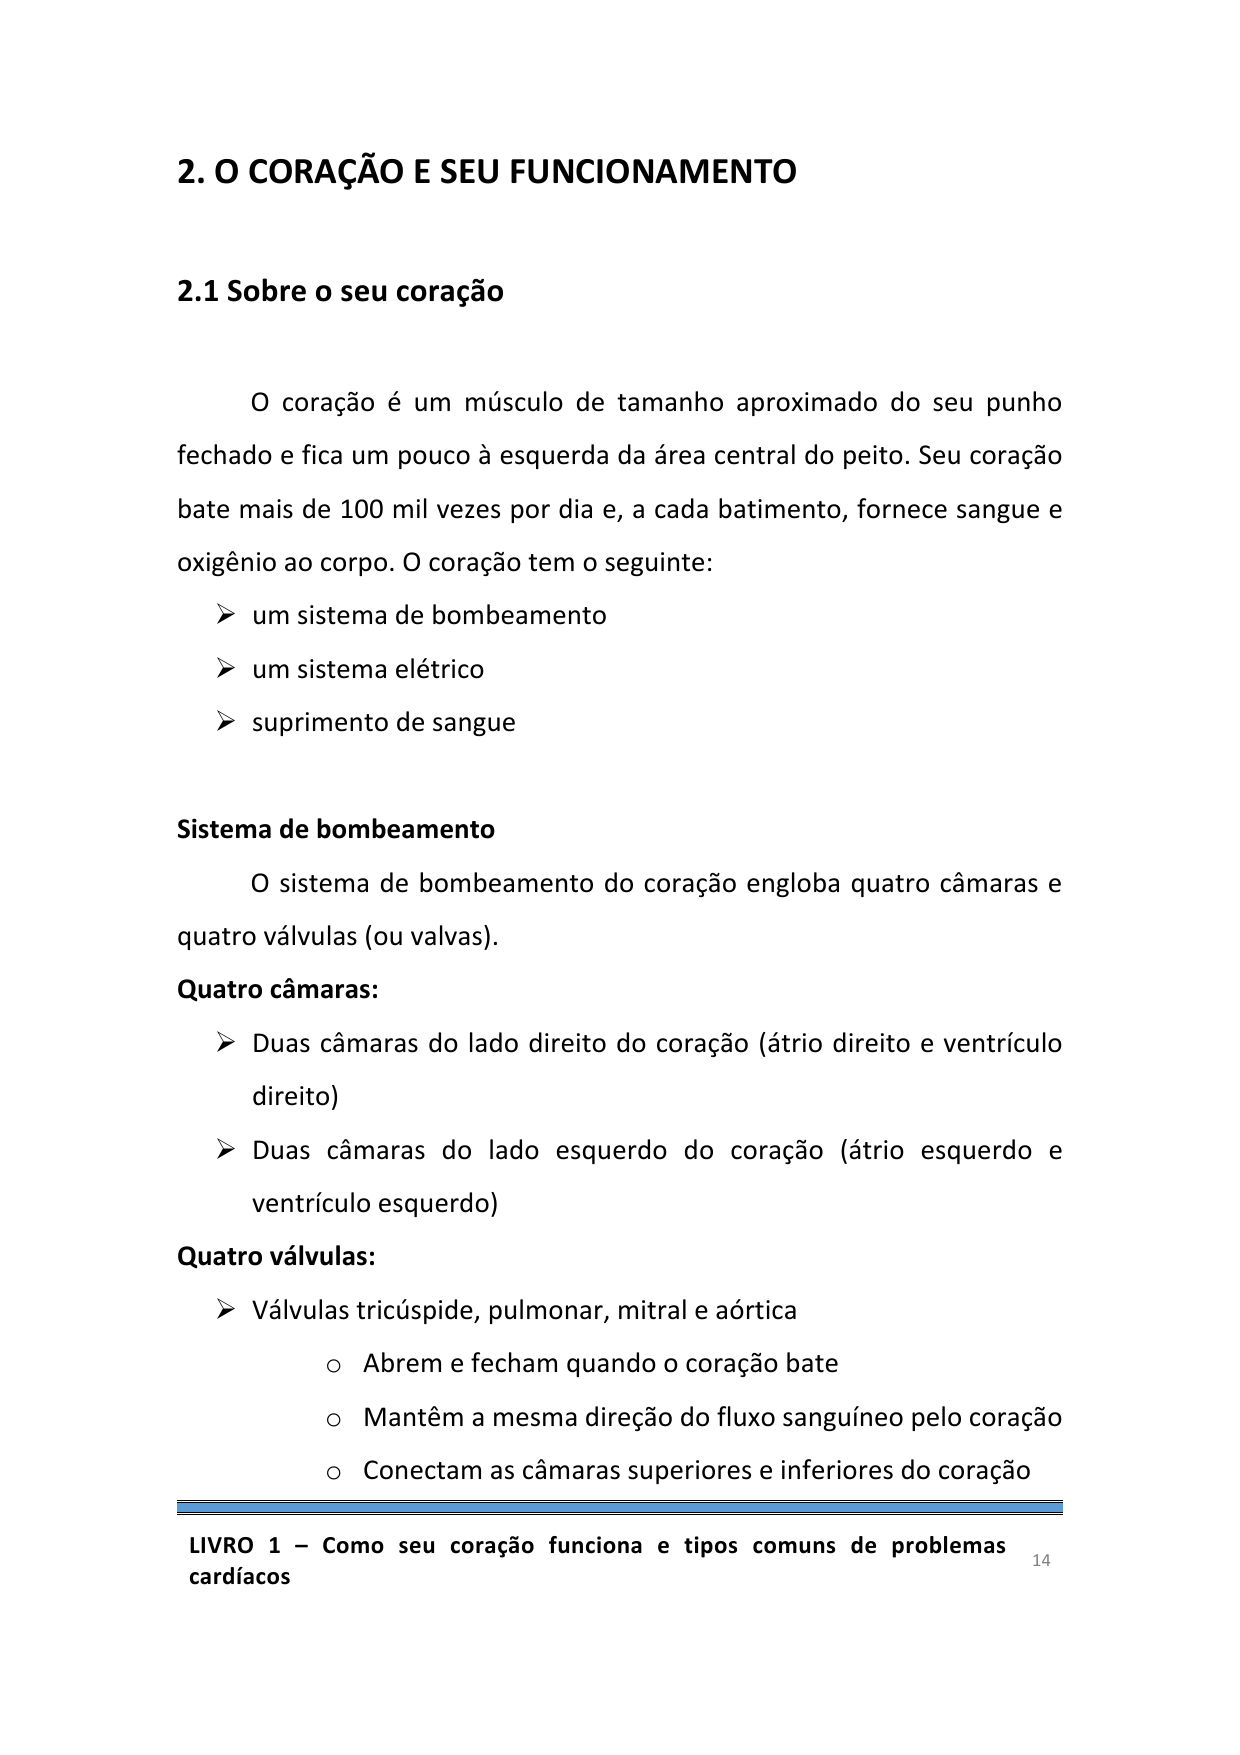 2. O CORAÇÃO E SEU FUNCIONAMENTO
2.1 Sobre o seu coração
O coração é um músculo de tamanho aproximado do seu punho
fechado e fica um pouco à esquerda da área central do peito. Seu coração
bate mais de 100 mil vezes por dia e, a cada batimento, fornece sangue e
oxigênio ao corpo. O coração tem o seguinte:
➢ um sistema de bombeamento
➢ um sistema elétrico
➢ suprimento de sangue
Sistema de bombeamento
O sistema de bombeamento do coração engloba quatro câmaras e
quatro válvulas (ou valvas).
Quatro câmaras:
➢ Duas câmaras do lado direito do coração (átrio direito e ventrículo
direito)
➢ Duas câmaras do lado esquerdo do coração (átrio esquerdo e
ventrículo esquerdo)
Quatro válvulas:
➢ Válvulas tricúspide, pulmonar, mitral e aórtica
o Abrem e fecham quando o coração bate
o Mantêm a mesma direção do fluxo sanguíneo pelo coração
o Conectam as câmaras superiores e inferiores do coração
LIVRO 1 – Como seu coração funciona e tipos comuns de problemas
cardíacos
14